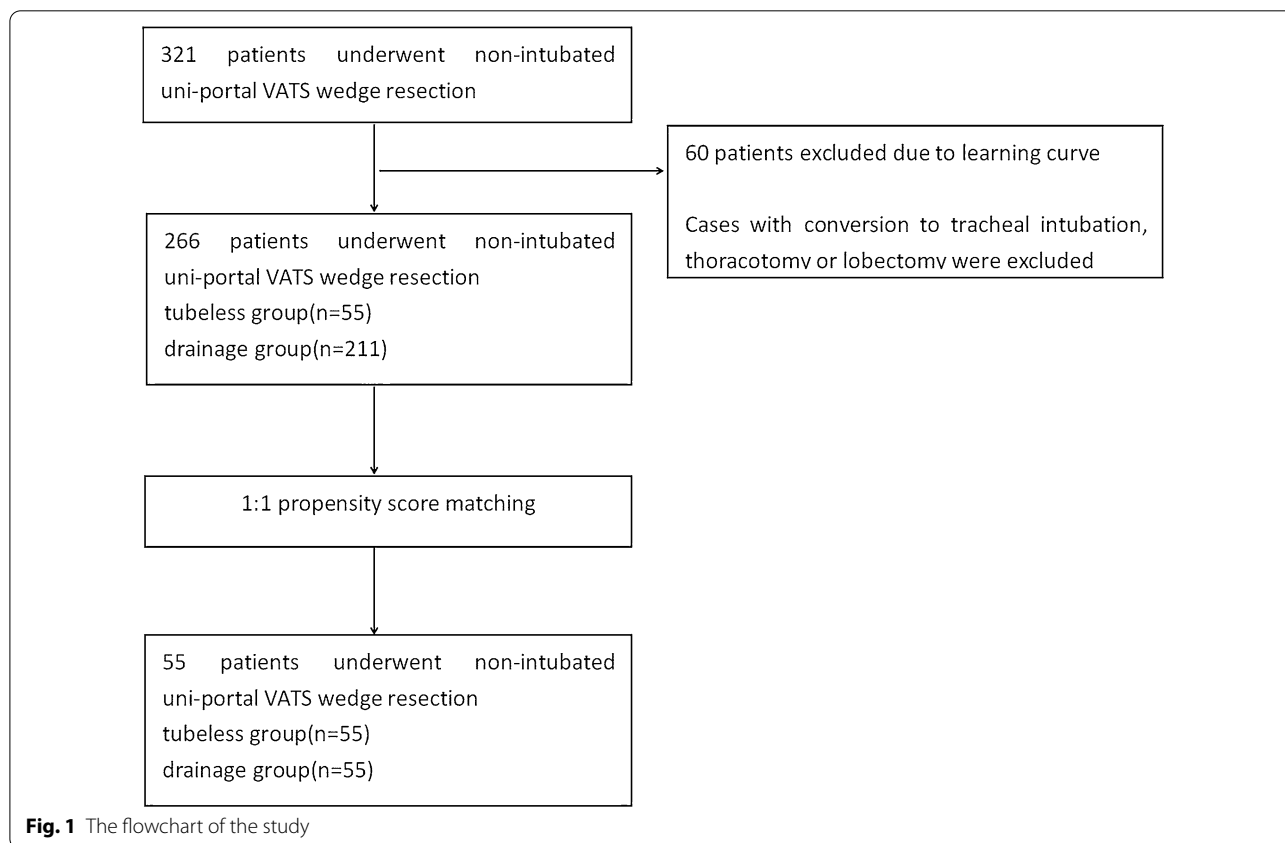 321 patients underwent non-intubated
uni-portal VATS wedge resection
60 patients excluded due to learning curve
Cases with conversion to tracheal intubation,
thoracotomy or lobectomy were excluded
266 patients underwent non-intubated
uni-portal VATS wedge resection
tubeless group(n=55)
drainage group(n=211)
1:1 propensity score matching
55 patients underwent non-intubated
uni-portal VATS wedge resection
tubeless group(n=55)
drainage group(n=55)
Fig. 1 The flowchart of the study